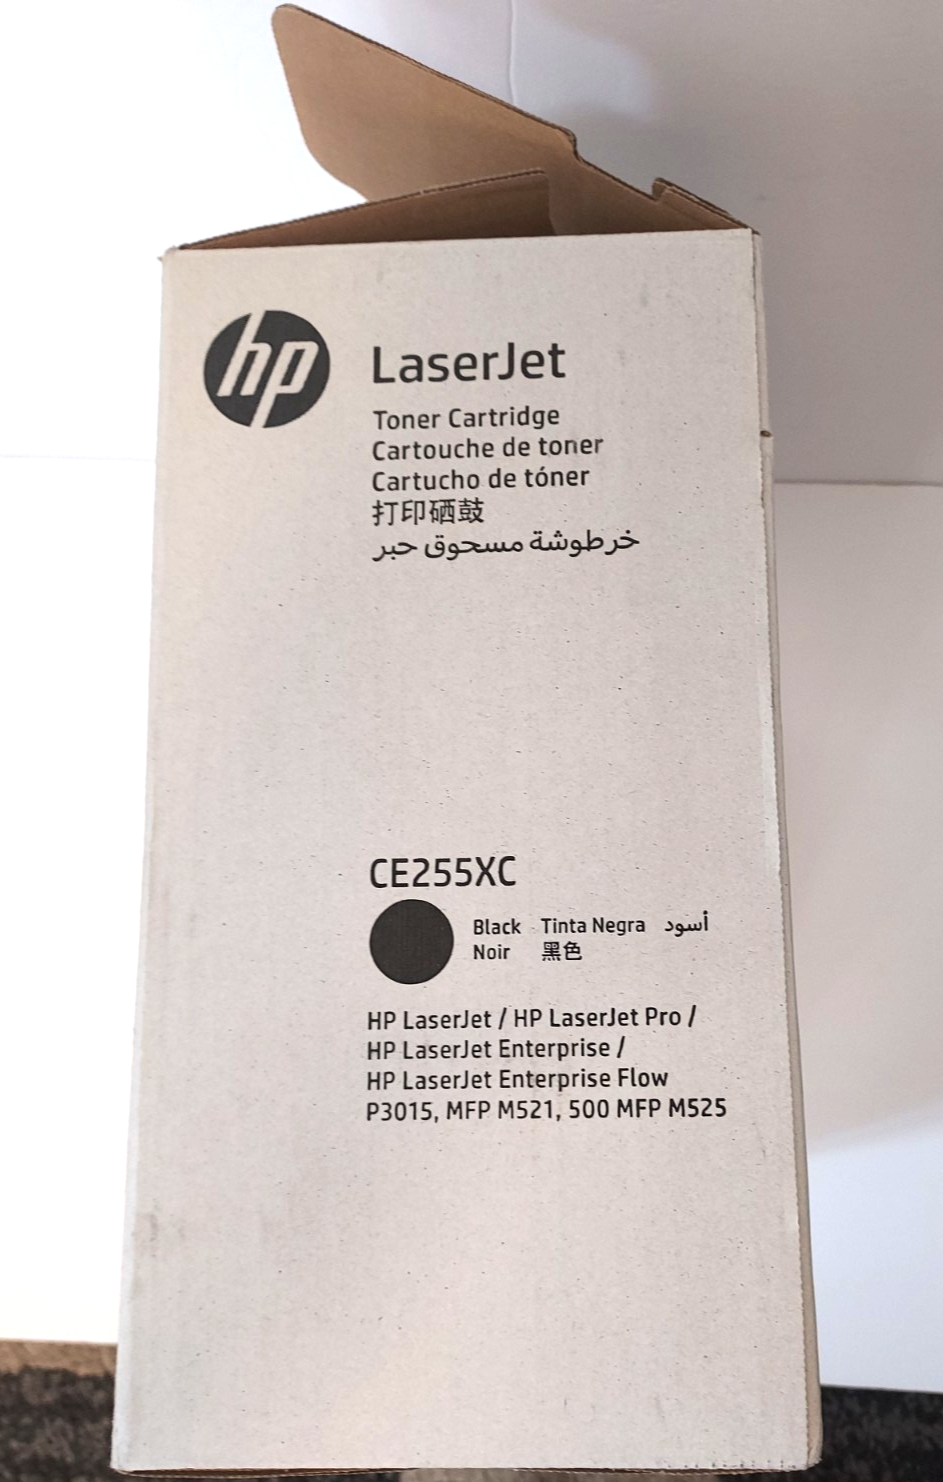 hp
LaserJet
Toner Cartridge
Cartouche de toner
Cartucho de tóner
打印硒鼓
خرطوشة مسحوق حبر
CE255XC
Black Tinta Negra أسود
Noir 黑色
HP LaserJet / HP LaserJet Pro /
HP LaserJet Enterprise /
HP LaserJet Enterprise Flow
P3015, MFP M521, 500 MFP M525